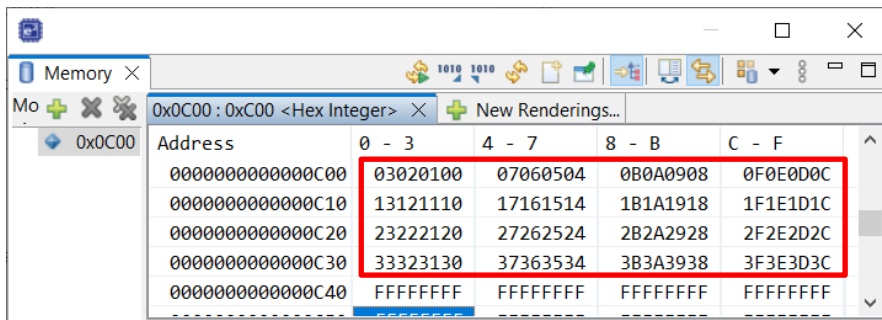 Memory
Mo
0x0C00 : 0xC00 <Hex Integer> New Renderings...
0x0C00
Address 0 - 3 4 - 7 8 - B C - F
0000000000000C00 03020100 07060504 0B0A0908 0F0E0D0C
0000000000000C10 13121110 17161514 1B1A1918 1F1E1D1C
0000000000000C20 23222120 27262524 2B2A2928 2F2E2D2C
0000000000000C30 33323130 37363534 3B3A3938 3F3E3D3C
0000000000000C40 FFFFFFFF FFFFFFFF FFFFFFFF FFFFFFFF